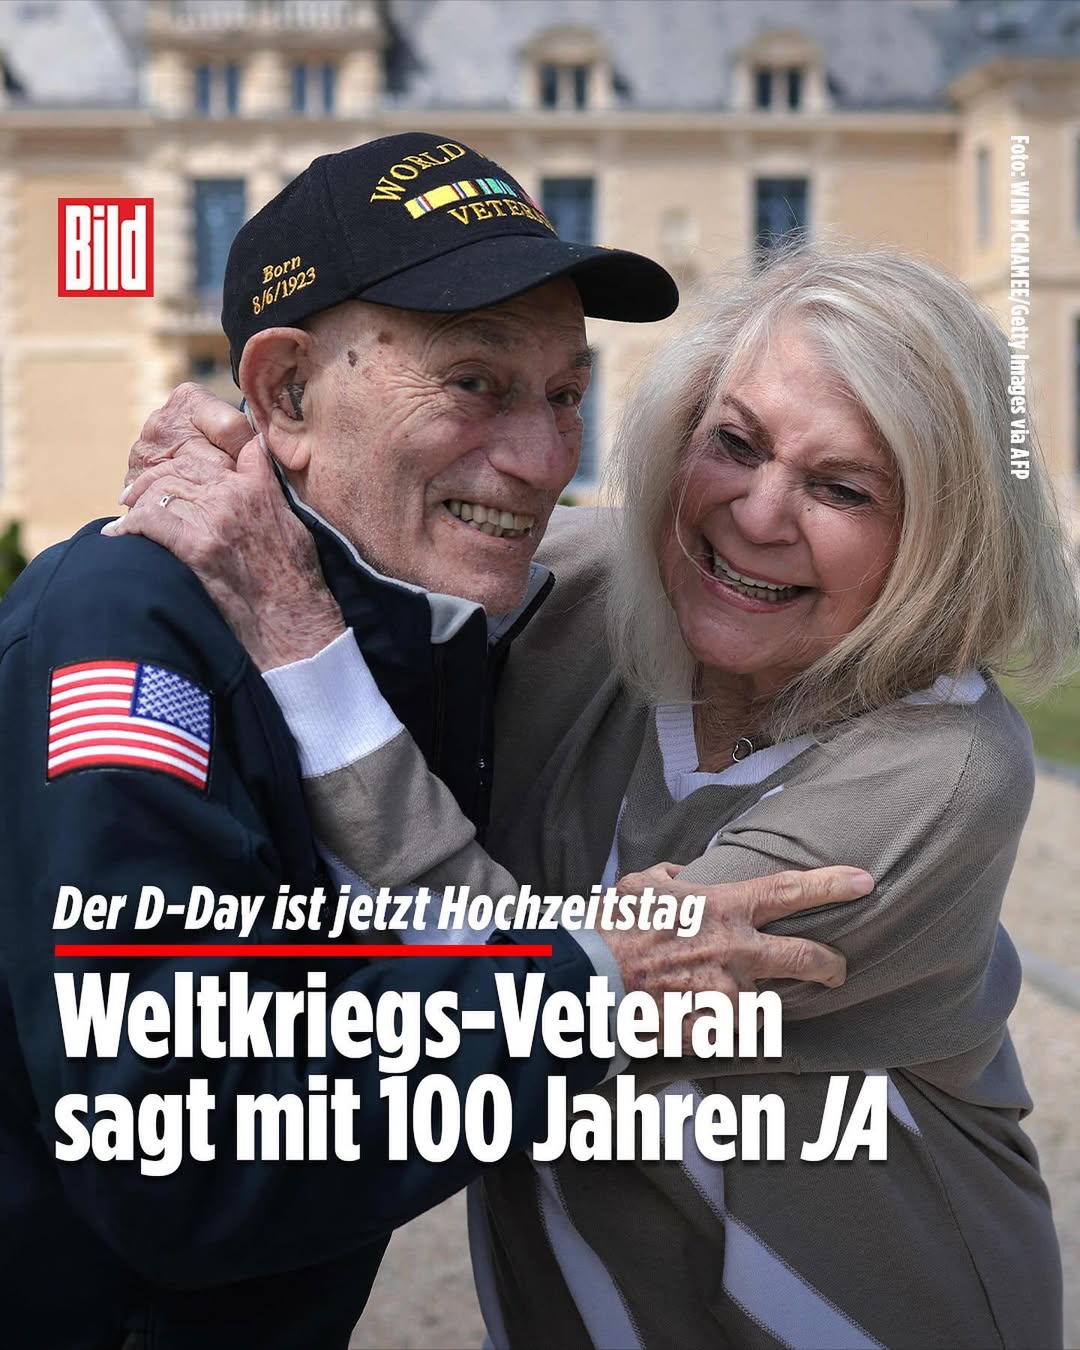 WORLD
VETER
Born
8/6/1923
Bild
Foto: WIN MCNAMEE/Getty Images via AFP
Der D-Day ist jetzt Hochzeitstag
Weltkriegs-Veteran
sagt mit 100 Jahren JA